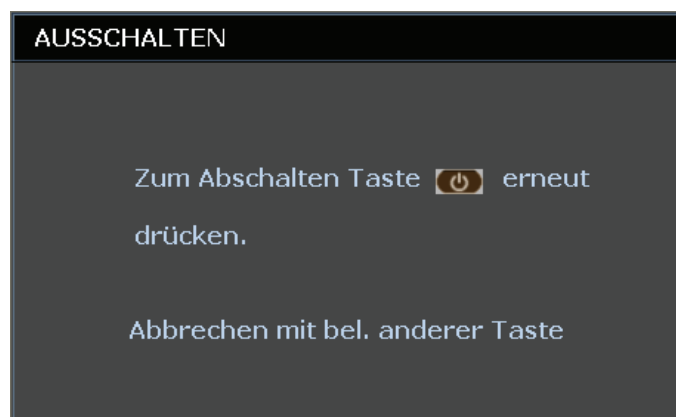 AUSSCHALTEN
Zum Abschalten Taste erneut
drücken.
Abbrechen mit bel. anderer Taste